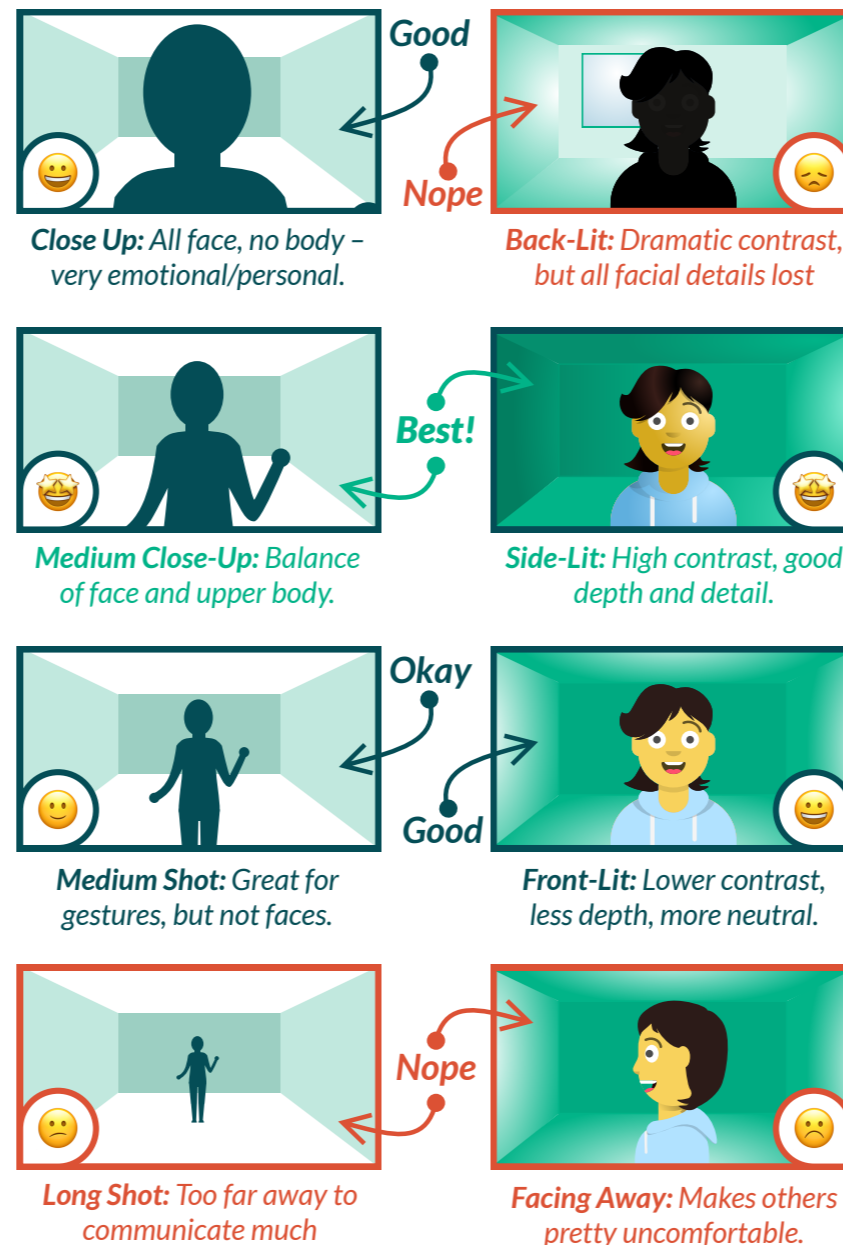 Good
Close Up: All face, no body –
very emotional/personal.
Nope
Back-Lit: Dramatic contrast,
but all facial details lost
Best!
Medium Close-Up: Balance
of face and upper body.
Side-Lit: High contrast, good
depth and detail.
Okay
Medium Shot: Great for
gestures, but not faces.
Good
Front-Lit: Lower contrast,
less depth, more neutral.
Nope
Long Shot: Too far away to
communicate much
Facing Away: Makes others
pretty uncomfortable.